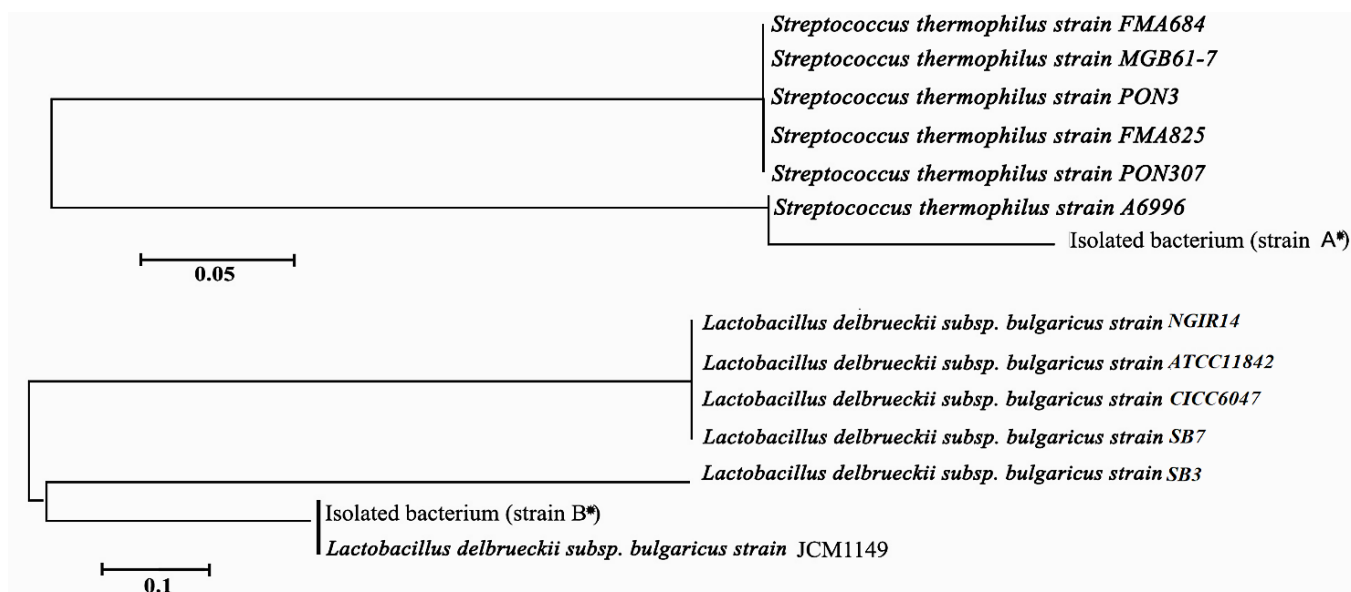 Streptococcus thermophilus strain FMA684
Streptococcus thermophilus strain MGB61-7
Streptococcus thermophilus strain PON3
Streptococcus thermophilus strain FMA825
Streptococcus thermophilus strain PON307
Streptococcus thermophilus strain A6996
Isolated bacterium (strain A*)
0.05
Lactobacillus delbrueckii subsp. bulgaricus strain NGIR14
Lactobacillus delbrueckii subsp. bulgaricus strain ATCC11842
Lactobacillus delbrueckii subsp. bulgaricus strain CICC6047
Lactobacillus delbrueckii subsp. bulgaricus strain SB7
Lactobacillus delbrueckii subsp. bulgaricus strain SB3
Isolated bacterium (strain B*)
Lactobacillus delbrueckii subsp. bulgaricus strain JCM1149
0.1